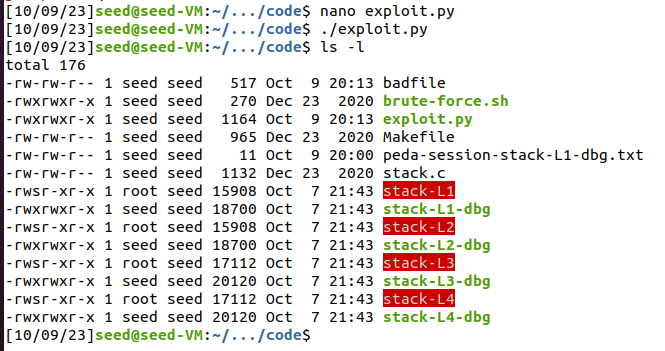 [10/09/23]seed@seed-VM:~/.../code$ nano exploit.py
[10/09/23]seed@seed-VM:~/.../code$ ./exploit.py
[10/09/23]seed@seed-VM:~/.../code$ ls -l
total 176
-rw-rw-r-- 1 seed seed   517 Oct  9 20:13 badfile
-rwxrwxr-x 1 seed seed   270 Dec 23  2020 brute-force.sh
-rwxrwxr-x 1 seed seed  1164 Oct  9 20:13 exploit.py
-rw-rw-r-- 1 seed seed   965 Dec 23  2020 Makefile
-rw-rw-r-- 1 seed seed    11 Oct  9 20:00 peda-session-stack-L1-dbg.txt
-rw-rw-r-- 1 seed seed  1132 Dec 23  2020 stack.c
-rwsr-xr-x 1 root seed 15908 Oct  7 21:43 stack-L1
-rwxrwxr-x 1 seed seed 18700 Oct  7 21:43 stack-L1-dbg
-rwsr-xr-x 1 root seed 15908 Oct  7 21:43 stack-L2
-rwxrwxr-x 1 seed seed 18700 Oct  7 21:43 stack-L2-dbg
-rwsr-xr-x 1 root seed 17112 Oct  7 21:43 stack-L3
-rwxrwxr-x 1 seed seed 20120 Oct  7 21:43 stack-L3-dbg
-rwsr-xr-x 1 root seed 17112 Oct  7 21:43 stack-L4
-rwxrwxr-x 1 seed seed 20120 Oct  7 21:43 stack-L4-dbg
[10/09/23]seed@seed-VM:~/.../code$